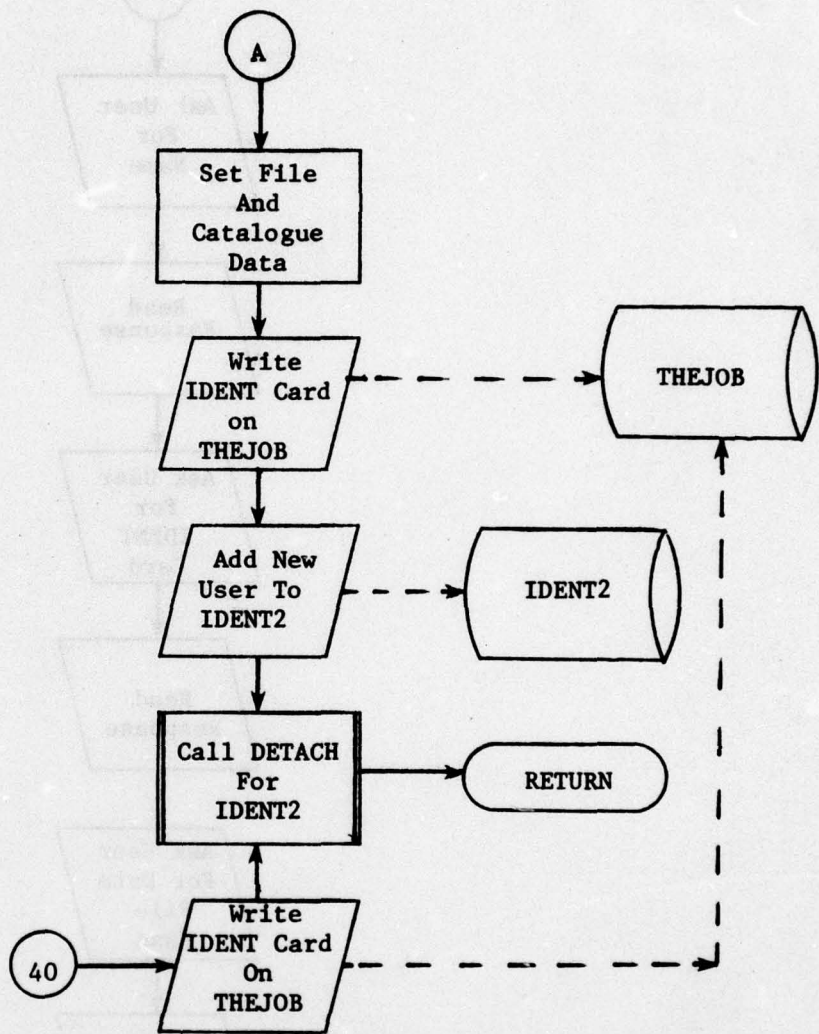 A
Set File
And
Catalogue
Data
Write
IDENT Card
on
THEJOB
THEJOB
Add New
User To
IDENT2
IDENT2
Call DETACH
For
IDENT2
RETURN
Write
IDENT Card
On
THEJOB
40